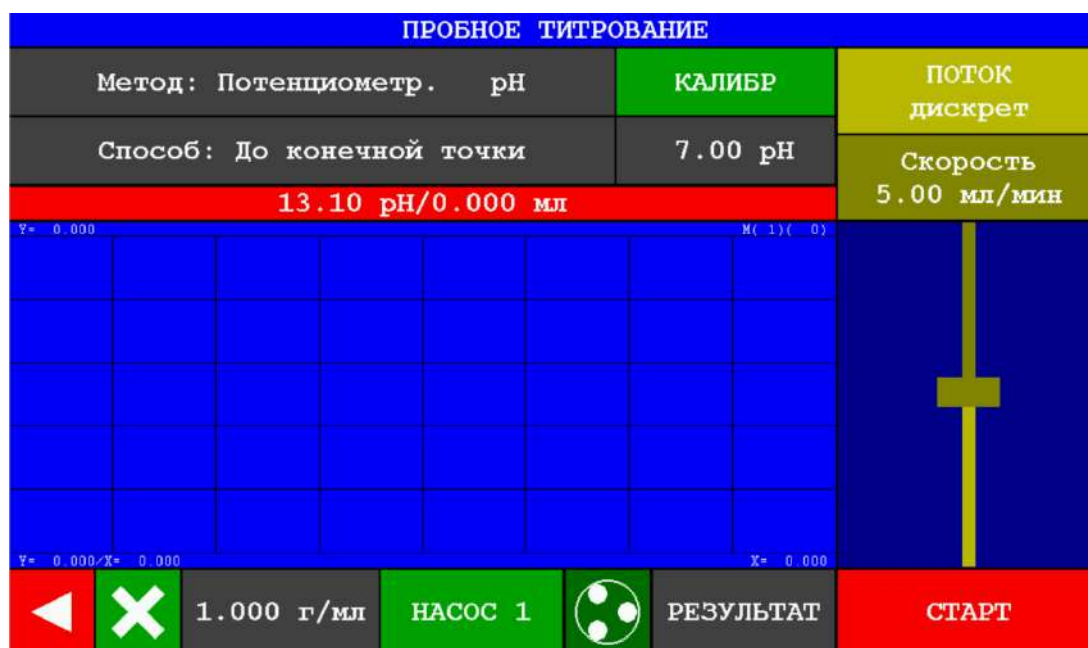 ПРОБНОЕ ТИТРОВАНИЕ
Метод: Потенциометр. pH
КАЛИБР
ПОТОК
дискрет
Способ: До конечной точки
7.00 pH
Скорость
5.00 мл/мин
13.10 pH/0.000 мл
Y= 0.000
M( 1)( 0)
Y= 0.000/X= 0.000
X= 0.000
1.000 г/мл
НАСОС 1
РЕЗУЛЬТАТ
СТАРТ